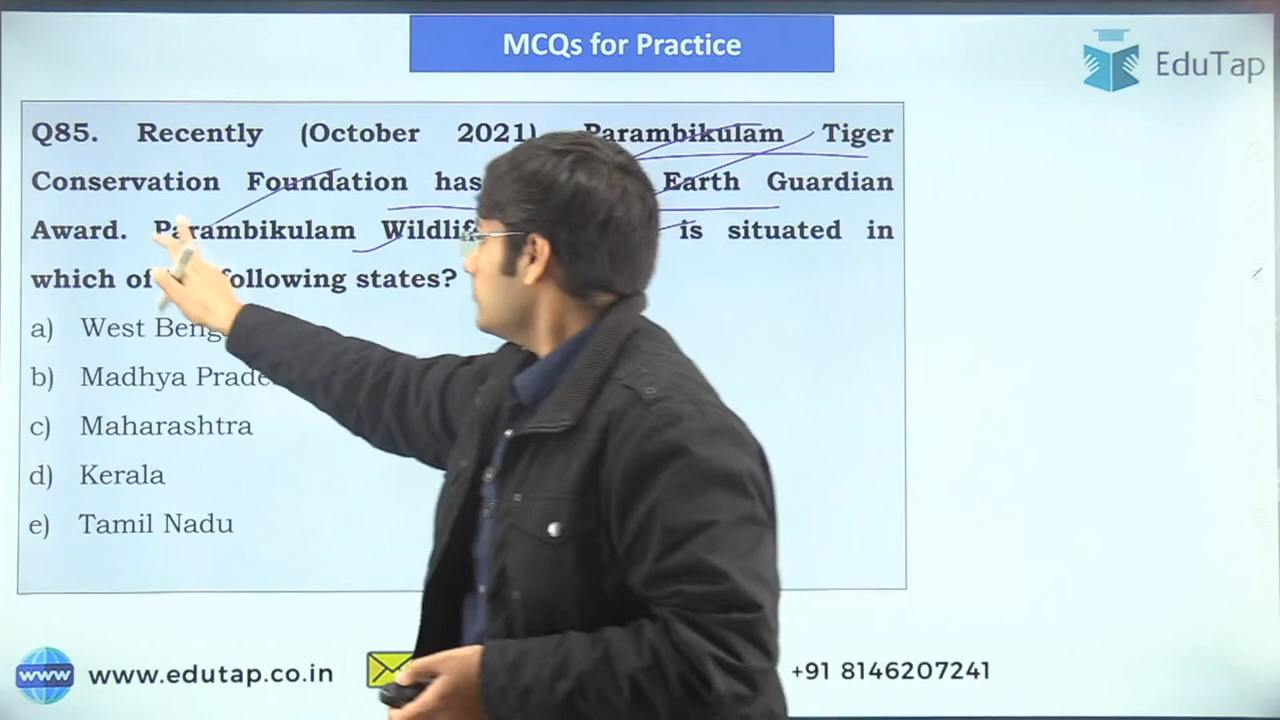 MCQs for Practice
EduTap
Q85. Recently (October 2021) Parambikulam Tiger
Conservation Foundation has Earth Guardian
Award. Parambikulam is situated in
which of following states?
a) West
b) Madhya
c) Maharashtra
d) Kerala
e) Tamil Nadu
www
www.edutap.co.in
+91 8146207241